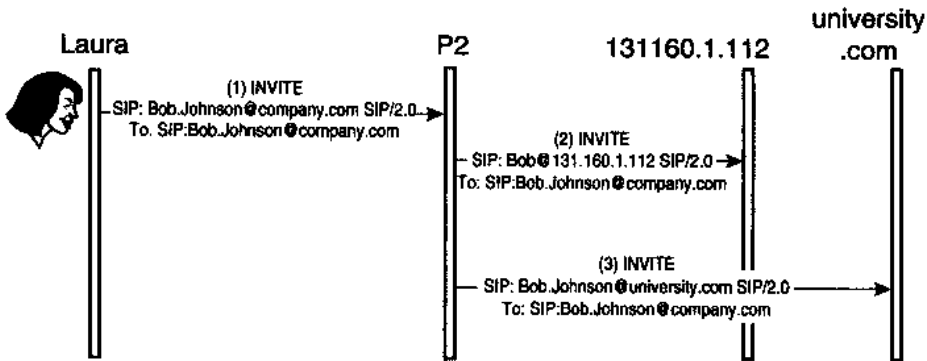 university
Laura P2 131160.1.112 .com
(1) INVITE
SIP: Bob.Johnson@company.com SIP/2.0
To. SIP:Bob.Johnson@company.com
(2) INVITE
SIP: Bob@131.160.1.112 SIP/2.0
To: SIP:Bob.Johnson@company.com
(3) INVITE
SIP: Bob.Johnson@university.com SIP/2.0
To: SIP:Bob.Johnson@company.com